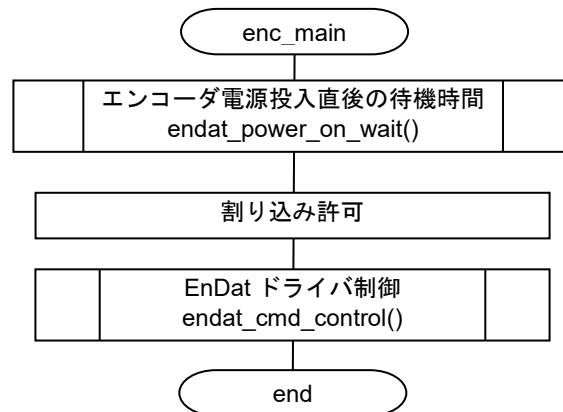 enc_main
エンコーダ電源投入直後の待機時間
endat_power_on_wait()
割り込み許可
EnDat ドライバ制御
endat_cmd_control()
end